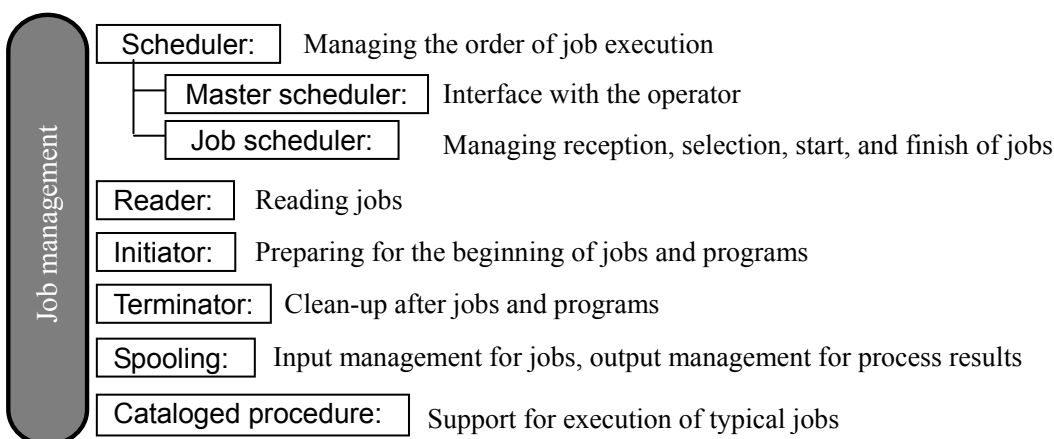 Job management
Scheduler: Managing the order of job execution
Master scheduler: Interface with the operator
Job scheduler: Managing reception, selection, start, and finish of jobs
Reader: Reading jobs
Initiator: Preparing for the beginning of jobs and programs
Terminator: Clean-up after jobs and programs
Spooling: Input management for jobs, output management for process results
Cataloged procedure: Support for execution of typical jobs